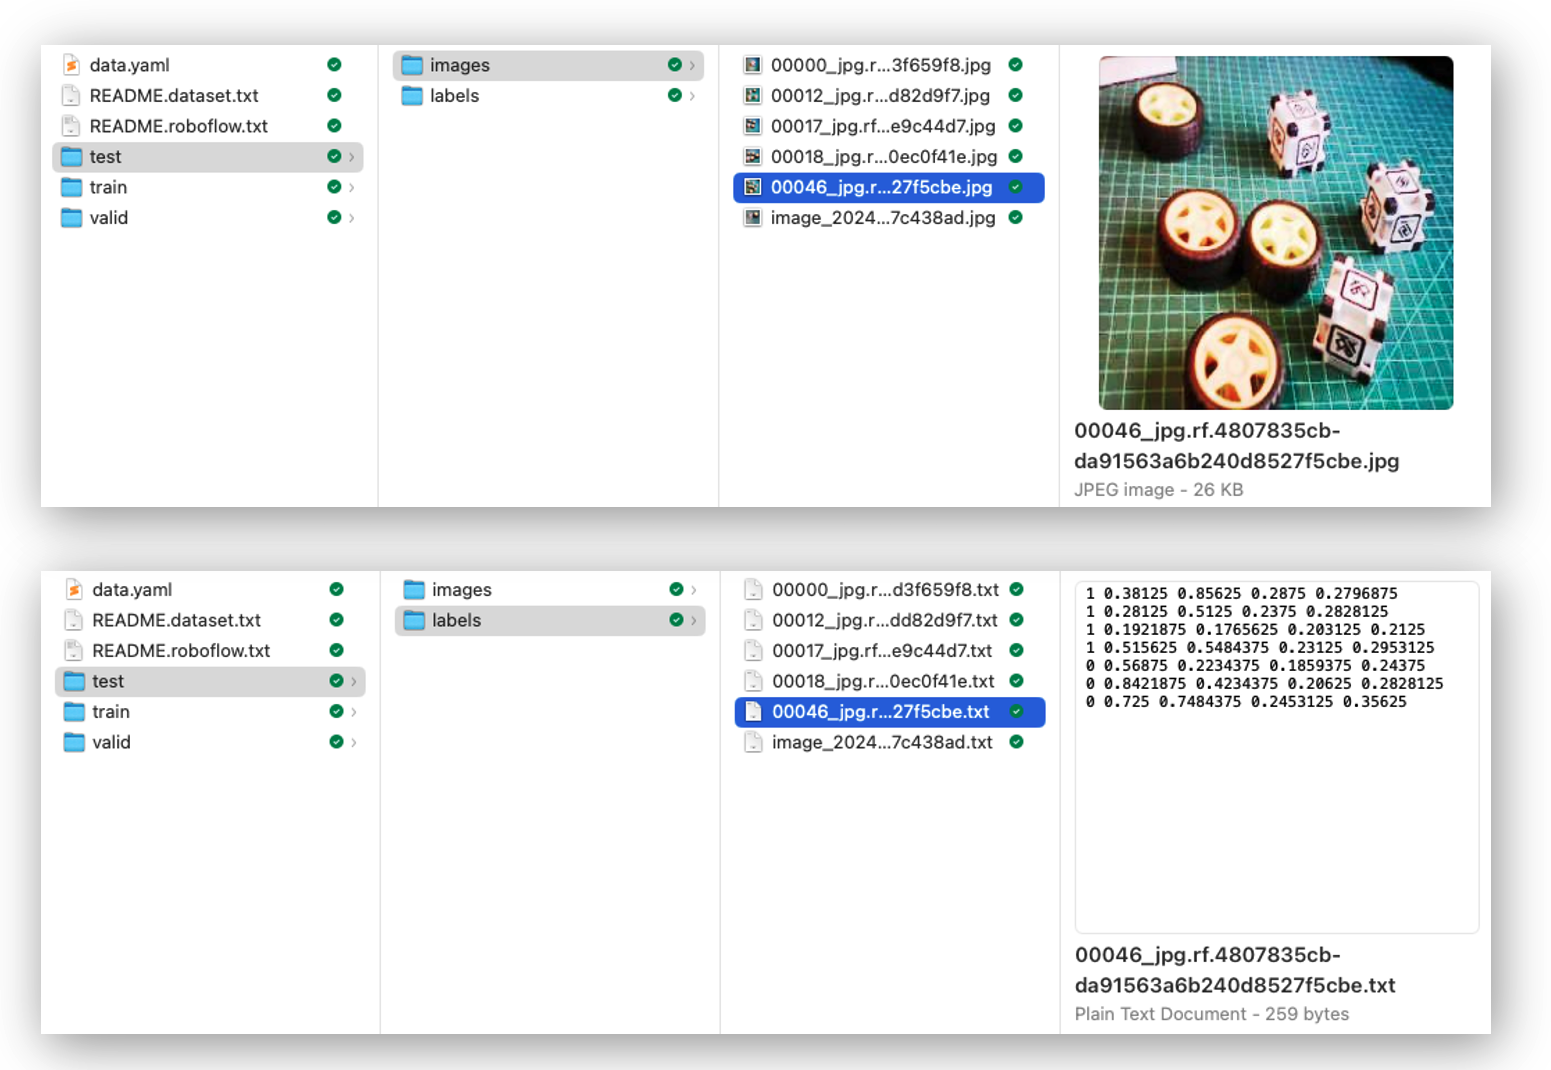 data.yaml
README.dataset.txt
README.roboflow.txt
test
train
valid
images
labels
00000_jpg.r...3f659f8.jpg
00012_jpg.r...d82d9f7.jpg
00017_jpg.rf...e9c44d7.jpg
00018_jpg.r...0ec0f41e.jpg
00046_jpg.r...27f5cbe.jpg
image_2024...7c438ad.jpg
00046_jpg.rf.4807835cb-
da91563a6b240d8527f5cbe.jpg
JPEG image - 26 KB
data.yaml
README.dataset.txt
README.roboflow.txt
test
train
valid
images
labels
00000_jpg.r...d3f659f8.txt
00012_jpg.r...dd82d9f7.txt
00017_jpg.rf...e9c44d7.txt
00018_jpg.r...0ec0f41e.txt
00046_jpg.r...27f5cbe.txt
image_2024...7c438ad.txt
1 0.38125 0.85625 0.2875 0.2796875
1 0.28125 0.5125 0.2375 0.2828125
1 0.1921875 0.1765625 0.203125 0.2125
1 0.515625 0.5484375 0.23125 0.2953125
0 0.56875 0.2234375 0.1859375 0.24375
0 0.8421875 0.4234375 0.20625 0.2828125
0 0.725 0.7484375 0.2453125 0.35625
00046_jpg.rf.4807835cb-
da91563a6b240d8527f5cbe.txt
Plain Text Document - 259 bytes